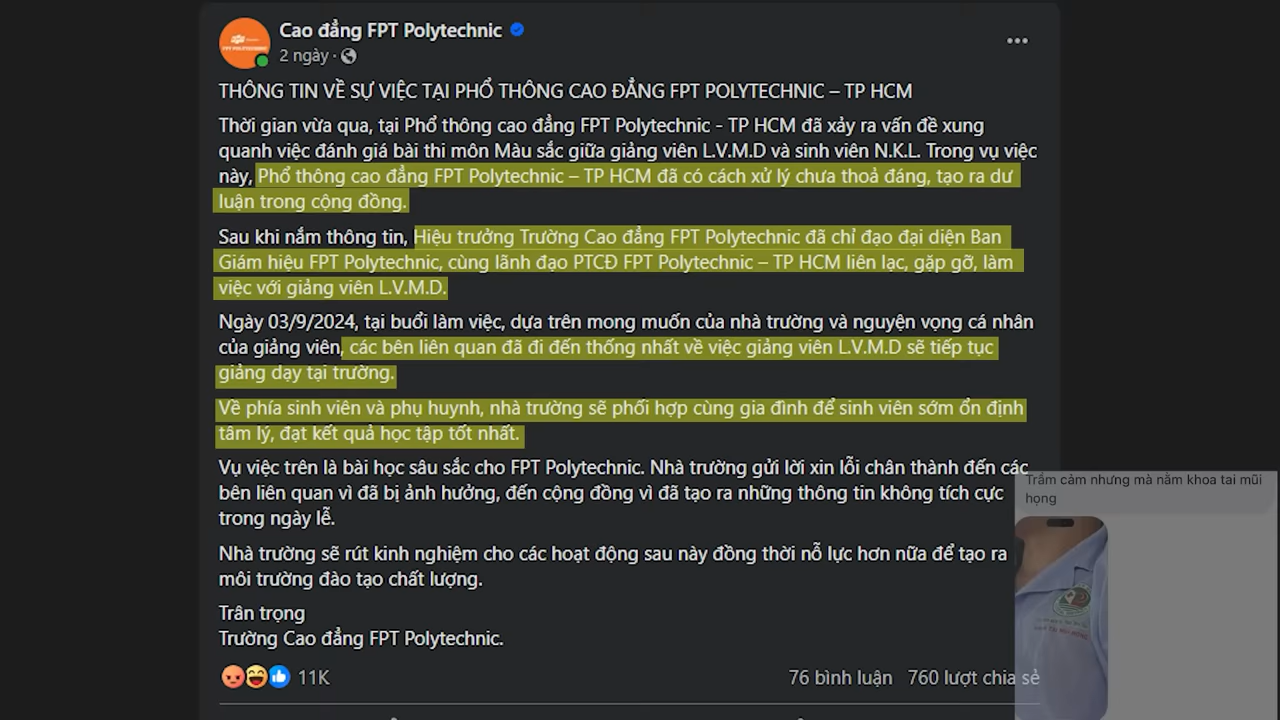 Cao đẳng FPT Polytechnic
2 ngày ·
THÔNG TIN VỀ SỰ VIỆC TẠI PHỔ THÔNG CAO ĐẲNG FPT POLYTECHNIC – TP HCM
Thời gian vừa qua, tại Phổ thông cao đẳng FPT Polytechnic - TP HCM đã xảy ra vấn đề xung
quanh việc đánh giá bài thi môn Màu sắc giữa giảng viên L.V.M.D và sinh viên N.K.L. Trong vụ việc
này, Phổ thông cao đẳng FPT Polytechnic – TP HCM đã có cách xử lý chưa thoả đáng, tạo ra dư
luận trong cộng đồng.
Sau khi nắm thông tin, Hiệu trưởng Trường Cao đẳng FPT Polytechnic đã chỉ đạo đại diện Ban
Giám hiệu FPT Polytechnic, cùng lãnh đạo PTCĐ FPT Polytechnic – TP HCM liên lạc, gặp gỡ, làm
việc với giảng viên L.V.M.D.
Ngày 03/9/2024, tại buổi làm việc, dựa trên mong muốn của nhà trường và nguyện vọng cá nhân
của giảng viên, các bên liên quan đã đi đến thống nhất về việc giảng viên L.V.M.D sẽ tiếp tục
giảng dạy tại trường.
Về phía sinh viên và phụ huynh, nhà trường sẽ phối hợp cùng gia đình để sinh viên sớm ổn định
tâm lý, đạt kết quả học tập tốt nhất.
Vụ việc trên là bài học sâu sắc cho FPT Polytechnic. Nhà trường gửi lời xin lỗi chân thành đến các
bên liên quan vì đã bị ảnh hưởng, đến cộng đồng vì đã tạo ra những thông tin không tích cực
trong ngày lễ.
Nhà trường sẽ rút kinh nghiệm cho các hoạt động sau này đồng thời nỗ lực hơn nữa để tạo ra
môi trường đào tạo chất lượng.
Trân trọng
Trường Cao đẳng FPT Polytechnic.
11K
76 bình luận 760 lượt chia sẻ
Trầm cảm nhưng mà nằm khoa tai mũi
họng